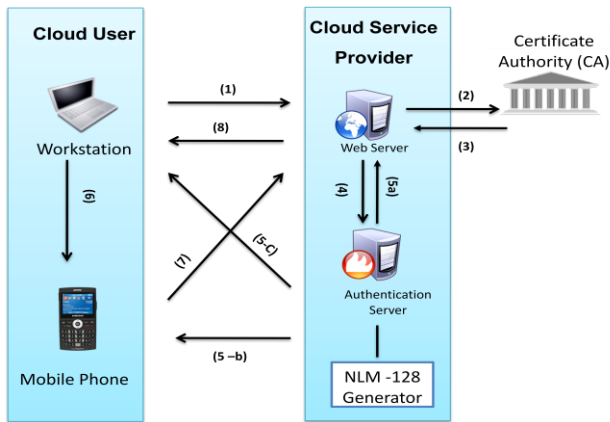 Cloud User
Cloud Service
Provider
Certificate
Authority (CA)
(1)
(2)
(8)
(3)
Workstation
Web Server
(6)
(4)
(5a)
(7)
(5-C)
Authentication
Server
(5 –b)
Mobile Phone
NLM -128
Generator